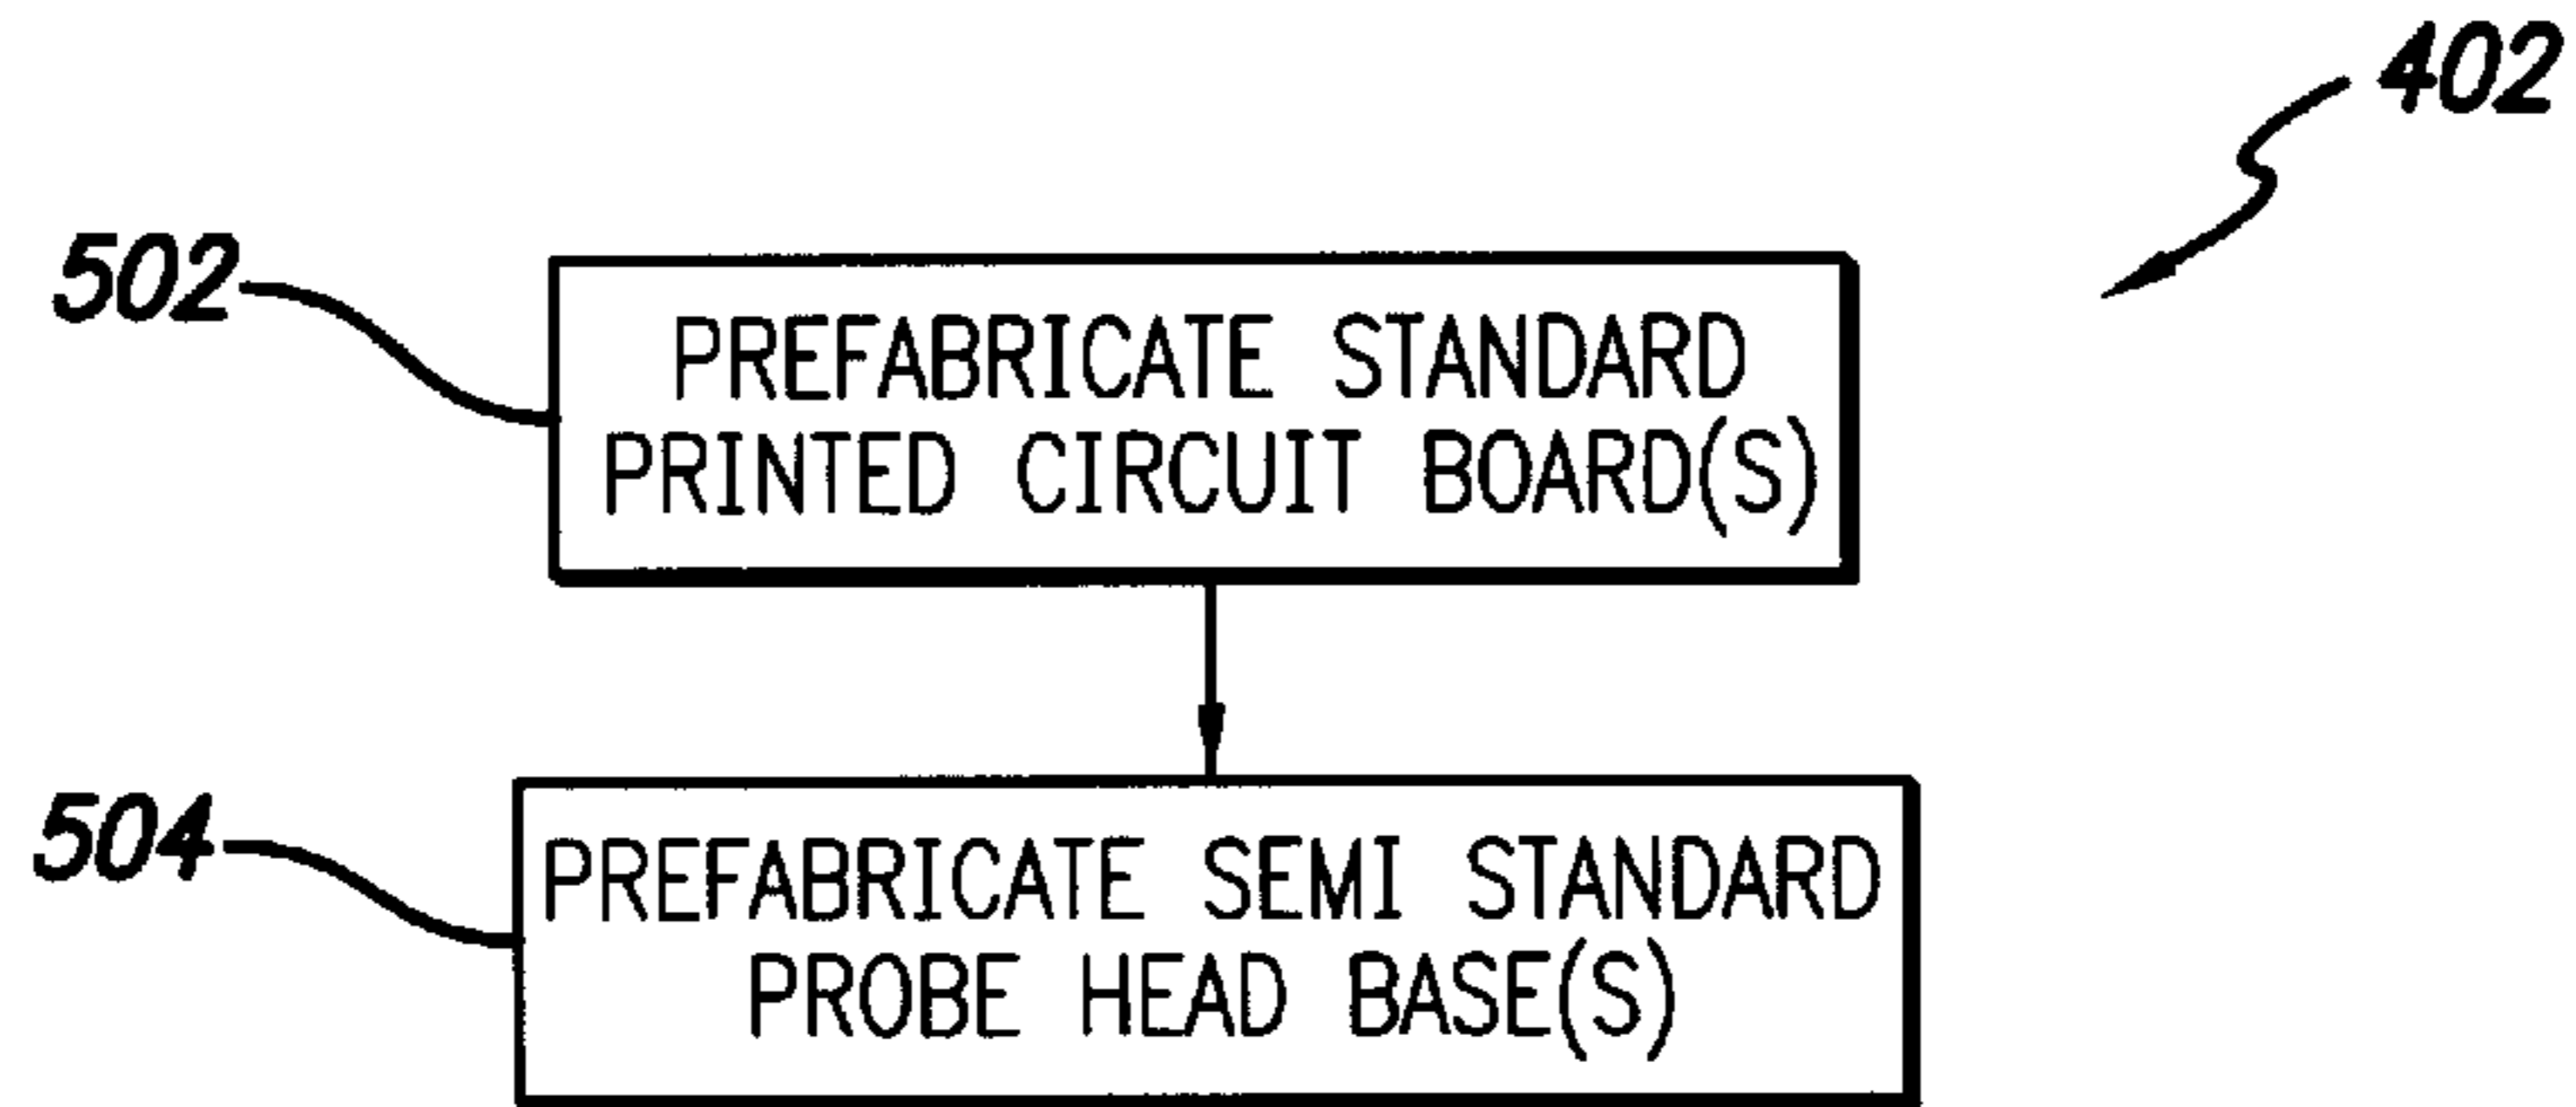 402
502
PREFABRICATE STANDARD
PRINTED CIRCUIT BOARD(S)
504
PREFABRICATE SEMI STANDARD
PROBE HEAD BASE(S)